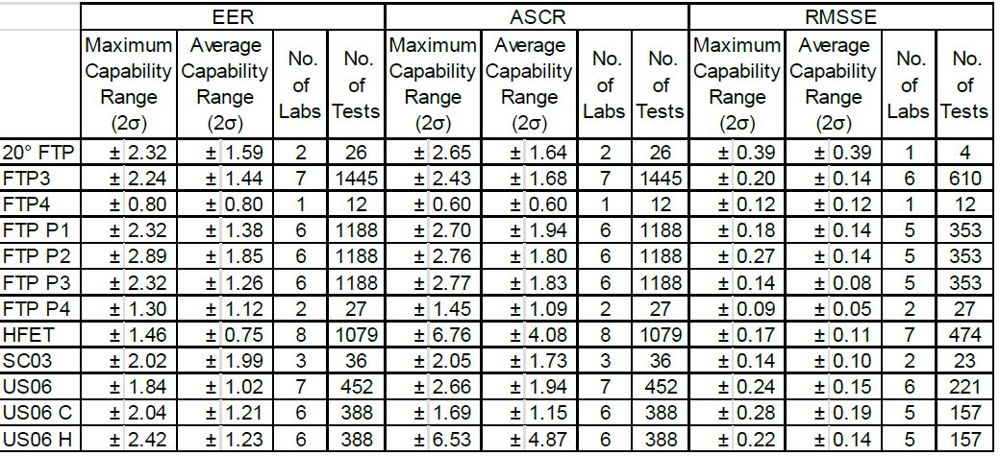 EER ASCR RMSSE
Maximum Capability Range (2σ) Average Capability Range (2σ) No. of Labs No. of Tests Maximum Capability Range (2σ) Average Capability Range (2σ) No. of Labs No. of Tests Maximum Capability Range (2σ) Average Capability Range (2σ) No. of Labs No. of Tests
20° FTP ± 2.32 ± 1.59 2 26 ± 2.65 ± 1.64 2 26 ± 0.39 ± 0.39 1 4
FTP3 ± 2.24 ± 1.44 7 1445 ± 2.43 ± 1.68 7 1445 ± 0.20 ± 0.14 6 610
FTP4 ± 0.80 ± 0.80 1 12 ± 0.60 ± 0.60 1 12 ± 0.12 ± 0.12 1 12
FTP P1 ± 2.32 ± 1.38 6 1188 ± 2.70 ± 1.94 6 1188 ± 0.18 ± 0.14 5 353
FTP P2 ± 2.89 ± 1.85 6 1188 ± 2.76 ± 1.80 6 1188 ± 0.27 ± 0.14 5 353
FTP P3 ± 2.32 ± 1.26 6 1188 ± 2.77 ± 1.83 6 1188 ± 0.14 ± 0.08 5 353
FTP P4 ± 1.30 ± 1.12 2 27 ± 1.45 ± 1.09 2 27 ± 0.09 ± 0.05 2 27
HFET ± 1.46 ± 0.75 8 1079 ± 6.76 ± 4.08 8 1079 ± 0.17 ± 0.11 7 474
SC03 ± 2.02 ± 1.99 3 36 ± 2.05 ± 1.73 3 36 ± 0.14 ± 0.10 2 23
US06 ± 1.84 ± 1.02 7 452 ± 2.66 ± 1.94 7 452 ± 0.24 ± 0.15 6 221
US06 C ± 2.04 ± 1.21 6 388 ± 1.69 ± 1.15 6 388 ± 0.28 ± 0.19 5 157
US06 H ± 2.42 ± 1.23 6 388 ± 6.53 ± 4.87 6 388 ± 0.22 ± 0.14 5 157